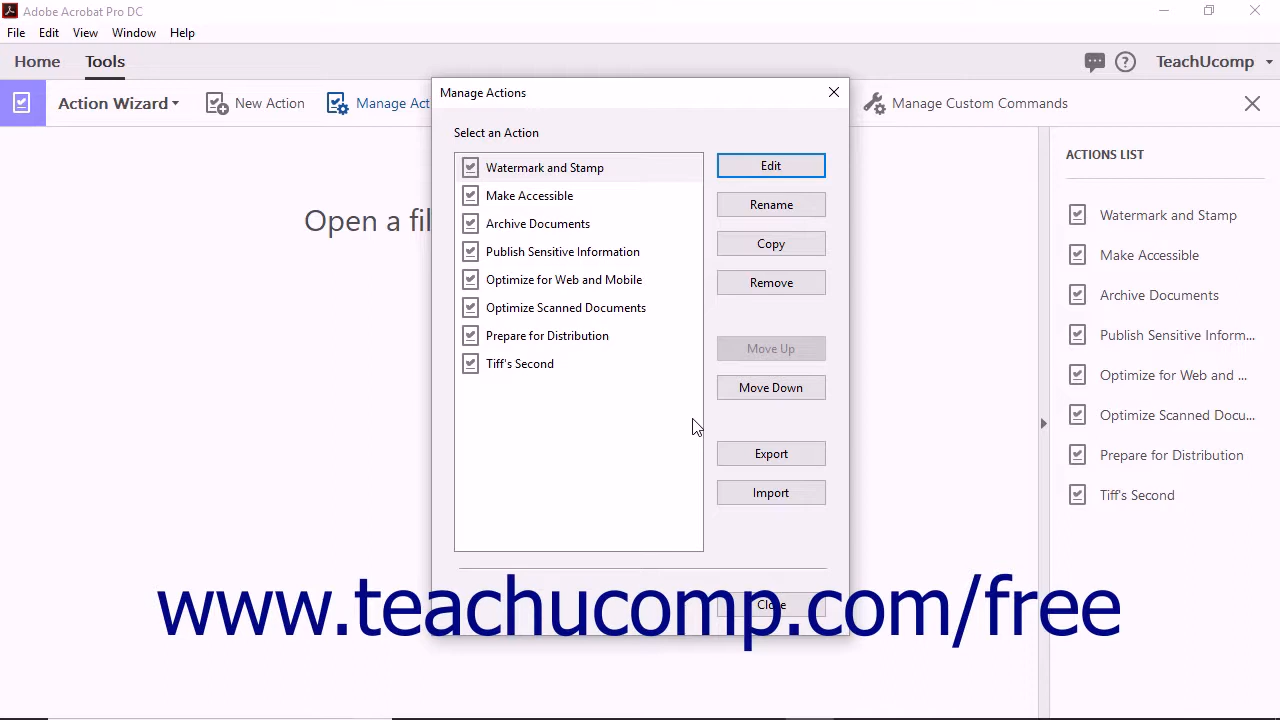 Adobe Acrobat Pro DC
File Edit View Window Help
Home Tools TeachUcomp
Action Wizard New Action Manage Act Manage Custom Commands
Open a fil
Manage Actions
Select an Action
Watermark and Stamp
Make Accessible
Archive Documents
Publish Sensitive Information
Optimize for Web and Mobile
Optimize Scanned Documents
Prepare for Distribution
Tiff's Second
Edit
Rename
Copy
Remove
Move Up
Move Down
Export
Import
Close
ACTIONS LIST
Watermark and Stamp
Make Accessible
Archive Documents
Publish Sensitive Inform...
Optimize for Web and ...
Optimize Scanned Docu...
Prepare for Distribution
Tiff's Second
www.teachucomp.com/free